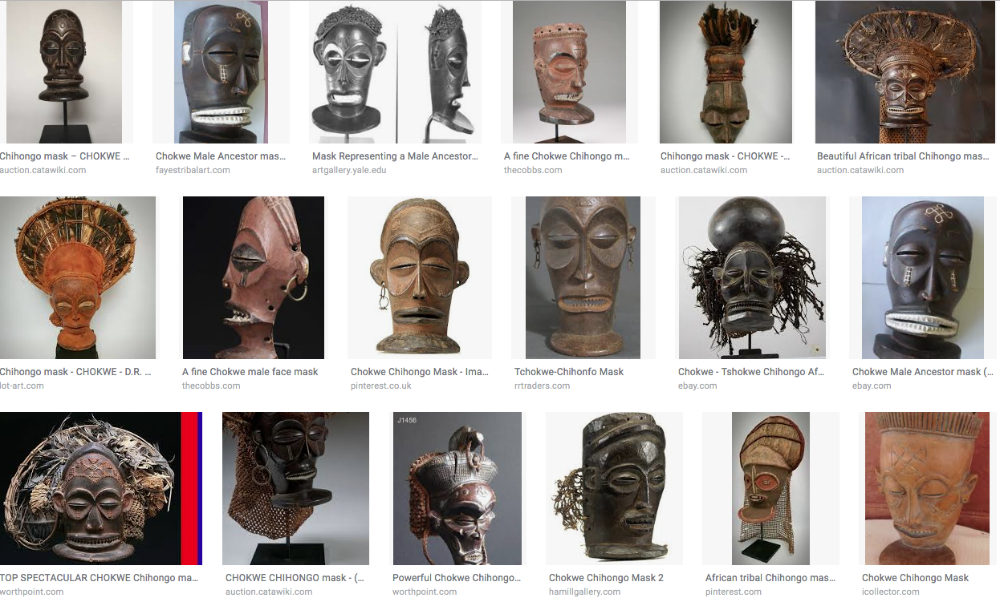 Chihongo mask – CHOKWE ...
auction.catawiki.com
Chokwe Male Ancestor mas...
fayestribalart.com
Mask Representing a Male Ancestor...
artgallery.yale.edu
A fine Chokwe Chihongo m...
thecobbs.com
Chihongo mask - CHOKWE -...
auction.catawiki.com
Beautiful African tribal Chihongo mas...
auction.catawiki.com
Chihongo mask - CHOKWE - D.R. ...
lot-art.com
A fine Chokwe male face mask
thecobbs.com
Chokwe Chihongo Mask - Ima...
pinterest.co.uk
Tchokwe-Chihonfo Mask
rrtraders.com
Chokwe - Tshokwe Chihongo Af...
ebay.com
Chokwe Male Ancestor mask (...
ebay.com
J1456
TOP SPECTACULAR CHOKWE Chihongo ma...
worthpoint.com
CHOKWE CHIHONGO mask - (...
auction.catawiki.com
Powerful Chokwe Chihongo...
worthpoint.com
Chokwe Chihongo Mask 2
hamillgallery.com
African tribal Chihongo mas...
pinterest.com
Chokwe Chihongo Mask
icollector.com